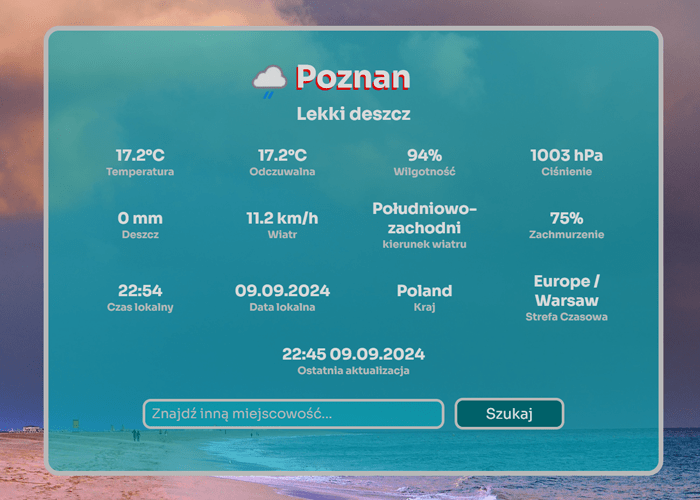 Poznan
Lekki deszcz
17.2°C
Temperatura
17.2°C
Odczuwalna
94%
Wilgotność
1003 hPa
Ciśnienie
0 mm
Deszcz
11.2 km/h
Wiatr
Południowo-
zachodni
kierunek wiatru
75%
Zachmurzenie
22:54
Czas lokalny
09.09.2024
Data lokalna
Poland
Kraj
Europe /
Warsaw
Strefa Czasowa
22:45 09.09.2024
Ostatnia aktualizacja
Znajdź inną miejscowość...
Szukaj